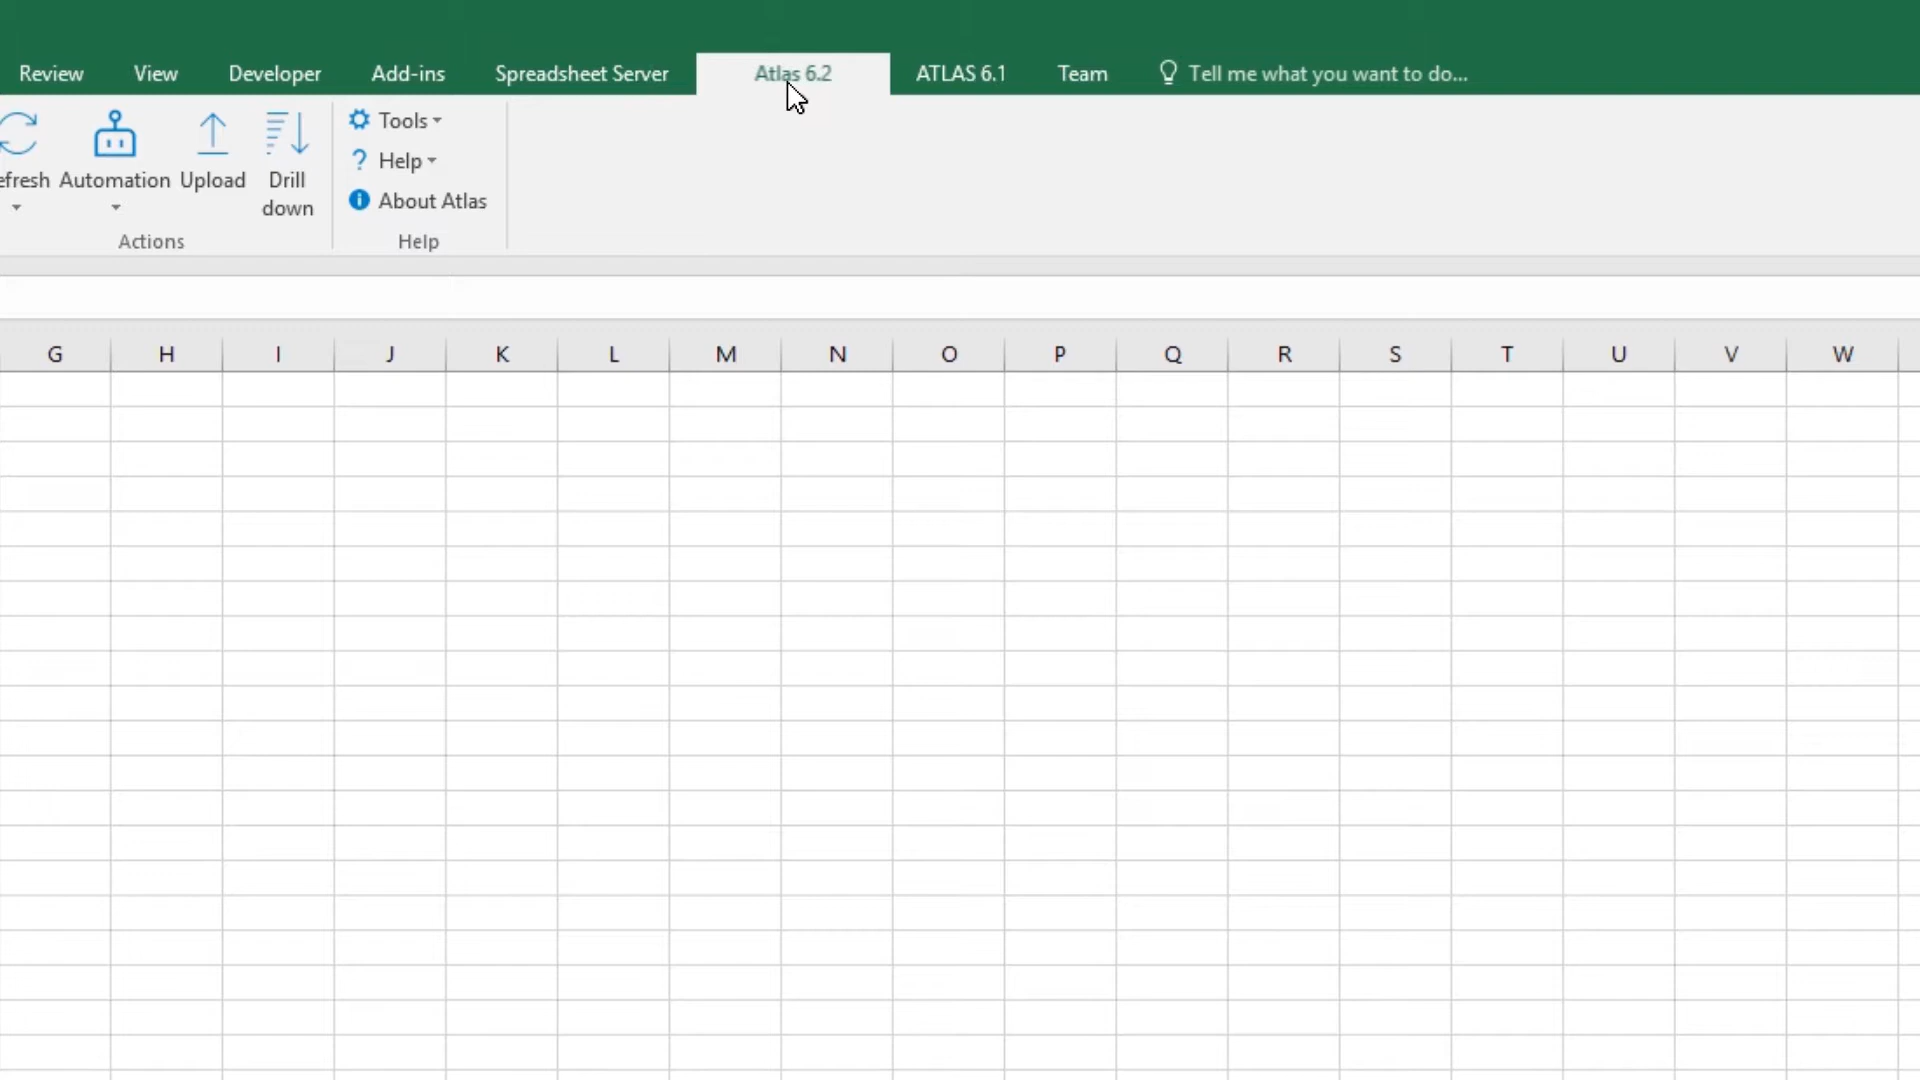 Review View Developer Add-ins Spreadsheet Server Atlas 6.2 ATLAS 6.1 Team Tell me what you want to do...
efresh Automation Upload Drill down
Tools
? Help
About Atlas
Actions Help
G H I J K L M N O P Q R S T U V W